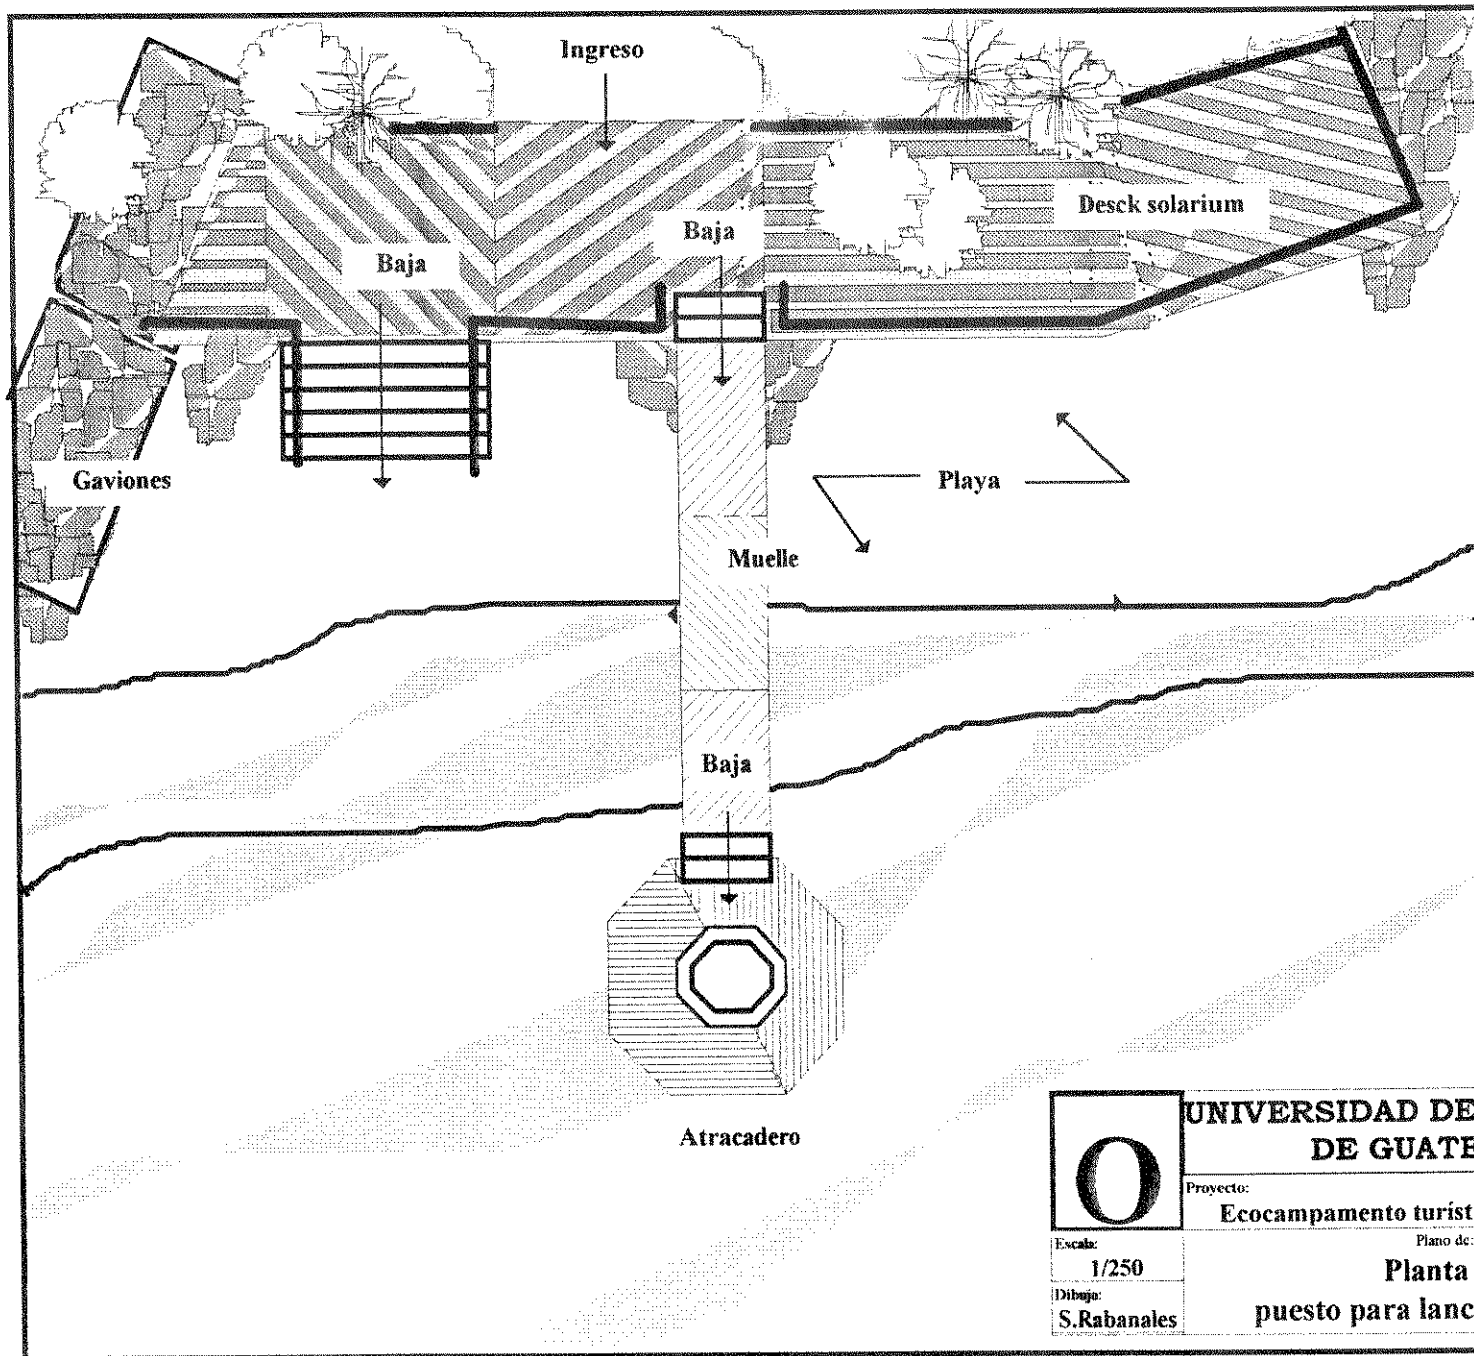 Ingreso
Desck solarium
Baja
Baja
Gaviones
Playa
Muelle
Baja
Atracadero
UNIVERSIDAD DE
DE GUATE
Proyecto:
Ecocampamento turist
Escala:
1/250
Plano de:
Planta
Dibujo:
S.Rabanales
puesto para lanc